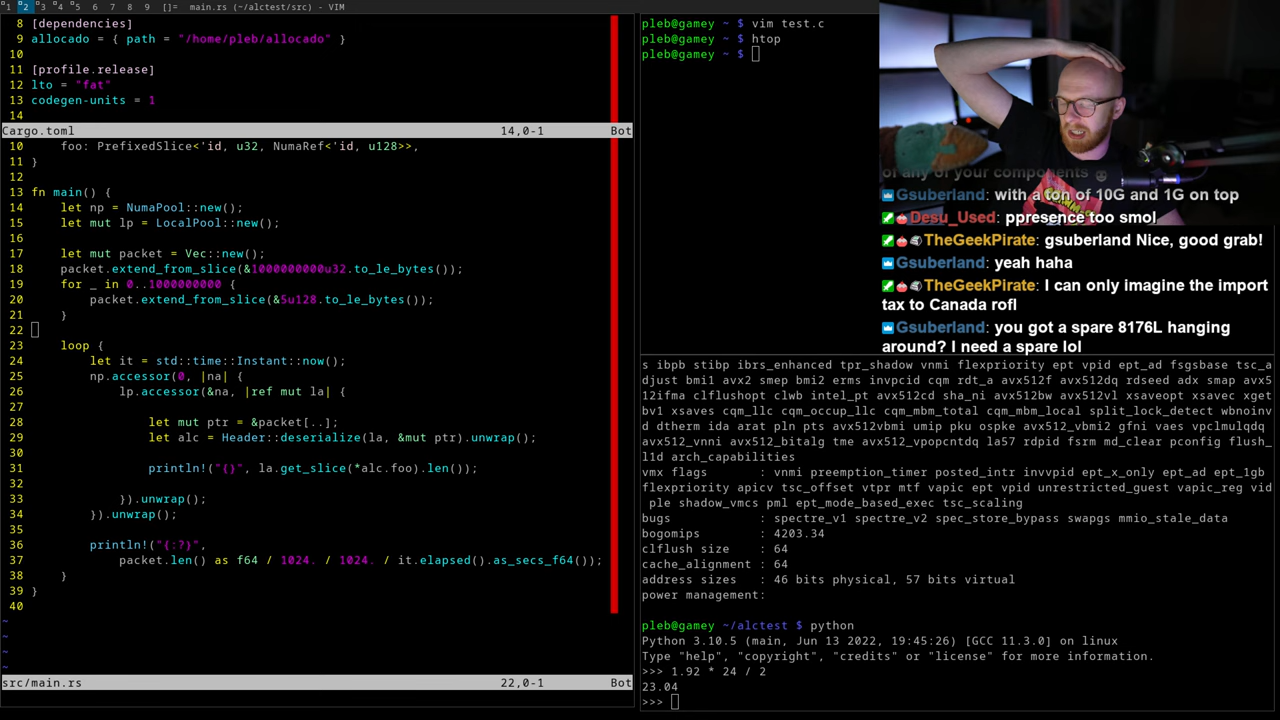 1 2 3 4 5 6 7 8 9 []= main.rs (~/alctest/src) - VIM
8 [dependencies]
9 allocado = { path = "/home/pleb/allocado" }
10
11 [profile.release]
12 lto = "fat"
13 codegen-units = 1
14
Cargo.toml 14,0-1 Bot
10 foo: PrefixedSlice<'id, u32, NumaRef<'id, u128>>,
11 }
12
13 fn main() {
14 let np = NumaPool::new();
15 let mut lp = LocalPool::new();
16
17 let mut packet = Vec::new();
18 packet.extend_from_slice(&1000000000u32.to_le_bytes());
19 for _ in 0..1000000000 {
20 packet.extend_from_slice(&5u128.to_le_bytes());
21 }
22
23 loop {
24 let it = std::time::Instant::now();
25 np.accessor(0, |na| {
26 lp.accessor(&na, |ref mut la| {
27
28 let mut ptr = &packet[..];
29 let alc = Header::deserialize(la, &mut ptr).unwrap();
30
31 println!("{}", la.get_slice(*alc.foo).len());
32
33 }).unwrap();
34 }).unwrap();
35
36 println!("{:?}",
37 packet.len() as f64 / 1024. / 1024. / it.elapsed().as_secs_f64());
38 }
39 }
40
~
~
~
~
src/main.rs 22,0-1 Bot
pleb@gamey ~ $ vim test.c
pleb@gamey ~ $ htop
pleb@gamey ~ $
of any of your components
Gsuberland: with a ton of 10G and 1G on top
Desu_Used: ppresence too smol
TheGeekPirate: gsuberland Nice, good grab!
Gsuberland: yeah haha
TheGeekPirate: I can only imagine the import
tax to Canada rofl
Gsuberland: you got a spare 8176L hanging
around? I need a spare lol
s ibpb stibp ibrs_enhanced tpr_shadow vnmi flexpriority ept vpid ept_ad fsgsbase tsc_a
djust bmi1 avx2 smep bmi2 erms invpcid cqm rdt_a avx512f avx512dq rdseed adx smap avx5
12ifma clflushopt clwb intel_pt avx512cd sha_ni avx512bw avx512vl xsaveopt xsavec xget
bv1 xsaves cqm_llc cqm_occup_llc cqm_mbm_total cqm_mbm_local split_lock_detect wbnoinv
d dtherm ida arat pln pts avx512vbmi umip pku ospke avx512_vbmi2 gfni vaes vpclmulqdq
avx512_vnni avx512_bitalg tme avx512_vpopcntdq la57 rdpid fsrm md_clear pconfig flush_
l1d arch_capabilities
vmx flags : vnmi preemption_timer posted_intr invvpid ept_x_only ept_ad ept_1gb
flexpriority apicv tsc_offset vtpr mtf vapic ept vpid unrestricted_guest vapic_reg vid
ple shadow_vmcs pml ept_mode_based_exec tsc_scaling
bugs : spectre_v1 spectre_v2 spec_store_bypass swapgs mmio_stale_data
bogomips : 4203.34
clflush size : 64
cache_alignment : 64
address sizes : 46 bits physical, 57 bits virtual
power management:
pleb@gamey ~/alctest $ python
Python 3.10.5 (main, Jun 13 2022, 19:45:26) [GCC 11.3.0] on linux
Type "help", "copyright", "credits" or "license" for more information.
>>> 1.92 * 24 / 2
23.04
>>>